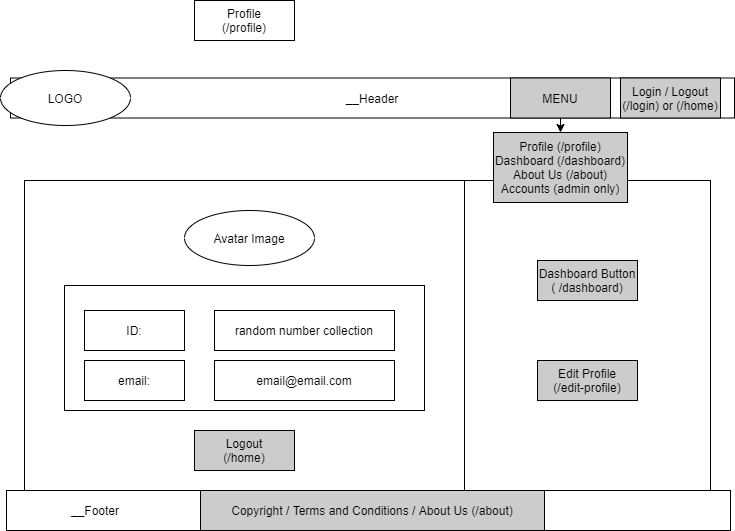 Profile
(/profile)
LOGO
__Header
MENU
Login / Logout
(/login) or (/home)
Profile (/profile)
Dashboard (/dashboard)
About Us (/about)
Accounts (admin only)
Avatar Image
Dashboard Button
( /dashboard)
ID:
random number collection
email:
email@email.com
Edit Profile
(/edit-profile)
Logout
(/home)
__Footer
Copyright / Terms and Conditions / About Us (/about)